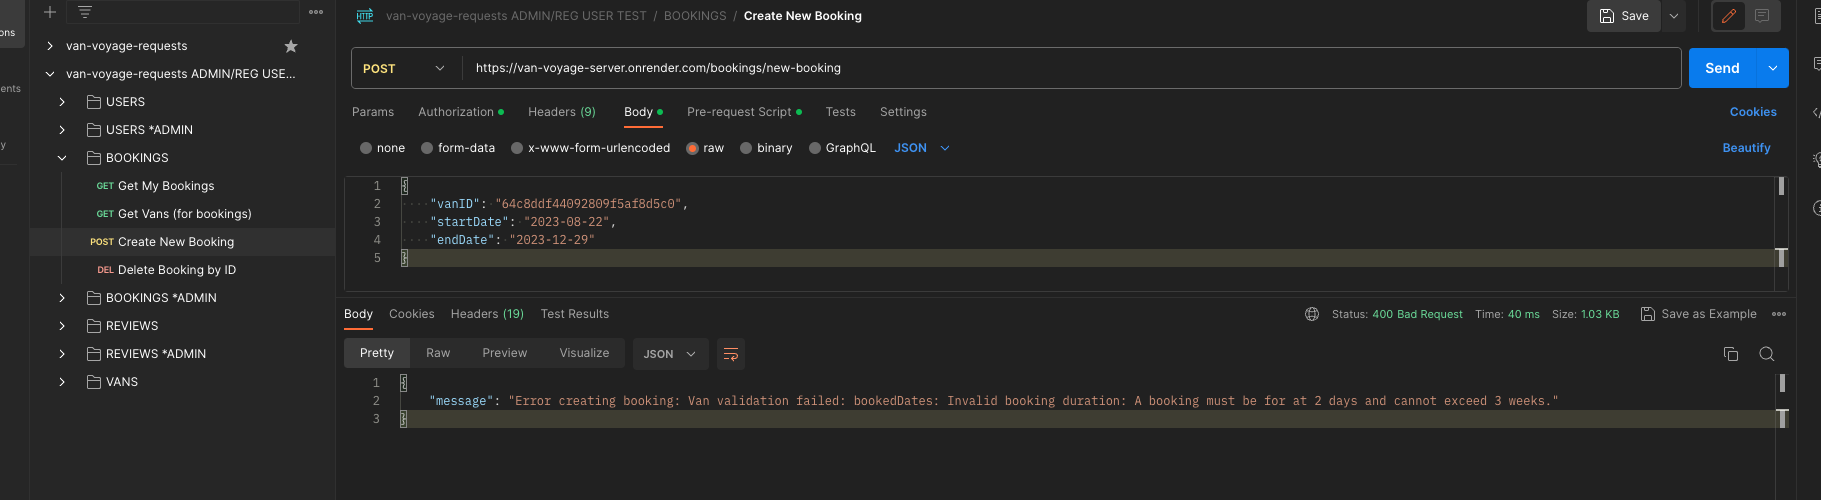 HTTP van-voyage-requests ADMIN/REG USER TEST / BOOKINGS / Create New Booking Save
ons
ents
y
van-voyage-requests
van-voyage-requests ADMIN/REG USE...
USERS
USERS *ADMIN
BOOKINGS
GET Get My Bookings
GET Get Vans (for bookings)
POST Create New Booking
DEL Delete Booking by ID
BOOKINGS *ADMIN
REVIEWS
REVIEWS *ADMIN
VANS
POST https://van-voyage-server.onrender.com/bookings/new-booking Send
Params Authorization Headers (9) Body Pre-request Script Tests Settings Cookies
none form-data x-www-form-urlencoded raw binary GraphQL JSON Beautify
1 {
2 "vanID": "64c8ddf44092809f5af8d5c0",
3 "startDate": "2023-08-22",
4 "endDate": "2023-12-29"
5 }
Body Cookies Headers (19) Test Results Status: 400 Bad Request Time: 40 ms Size: 1.03 KB Save as Example
Pretty Raw Preview Visualize JSON
1 {
2 "message": "Error creating booking: Van validation failed: bookedDates: Invalid booking duration: A booking must be for at 2 days and cannot exceed 3 weeks."
3 }